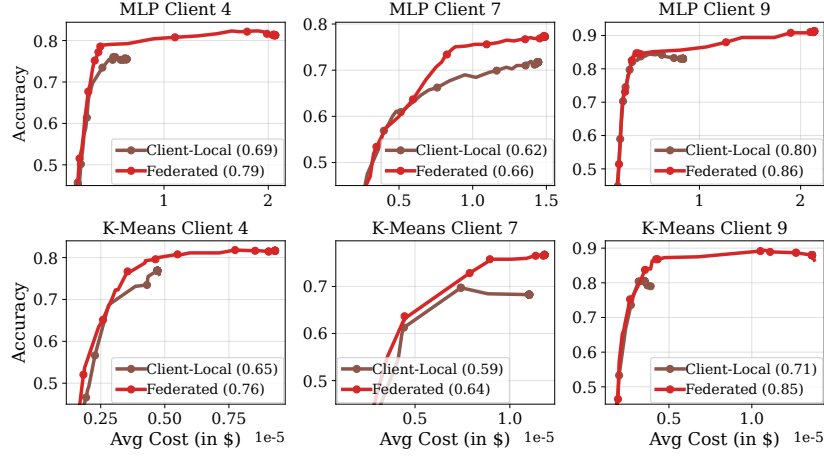 MLP Client 4
MLP Client 7
MLP Client 9
Accuracy
0.8
0.7
0.6
0.5
1
2
Client-Local (0.69)
Federated (0.79)
0.7
0.6
0.5
0.5
1.0
1.5
Client-Local (0.62)
Federated (0.66)
0.9
0.8
0.7
0.6
0.5
1
2
Client-Local (0.80)
Federated (0.86)
K-Means Client 4
K-Means Client 7
K-Means Client 9
Accuracy
0.8
0.7
0.6
0.5
0.25
0.50
0.75
1e-5
Avg Cost (in $)
Client-Local (0.65)
Federated (0.76)
0.7
0.6
0.5
0.5
1.0
1e-5
Avg Cost (in $)
Client-Local (0.59)
Federated (0.64)
0.9
0.8
0.7
0.6
0.5
0.5
1.0
1e-5
Avg Cost (in $)
Client-Local (0.71)
Federated (0.85)